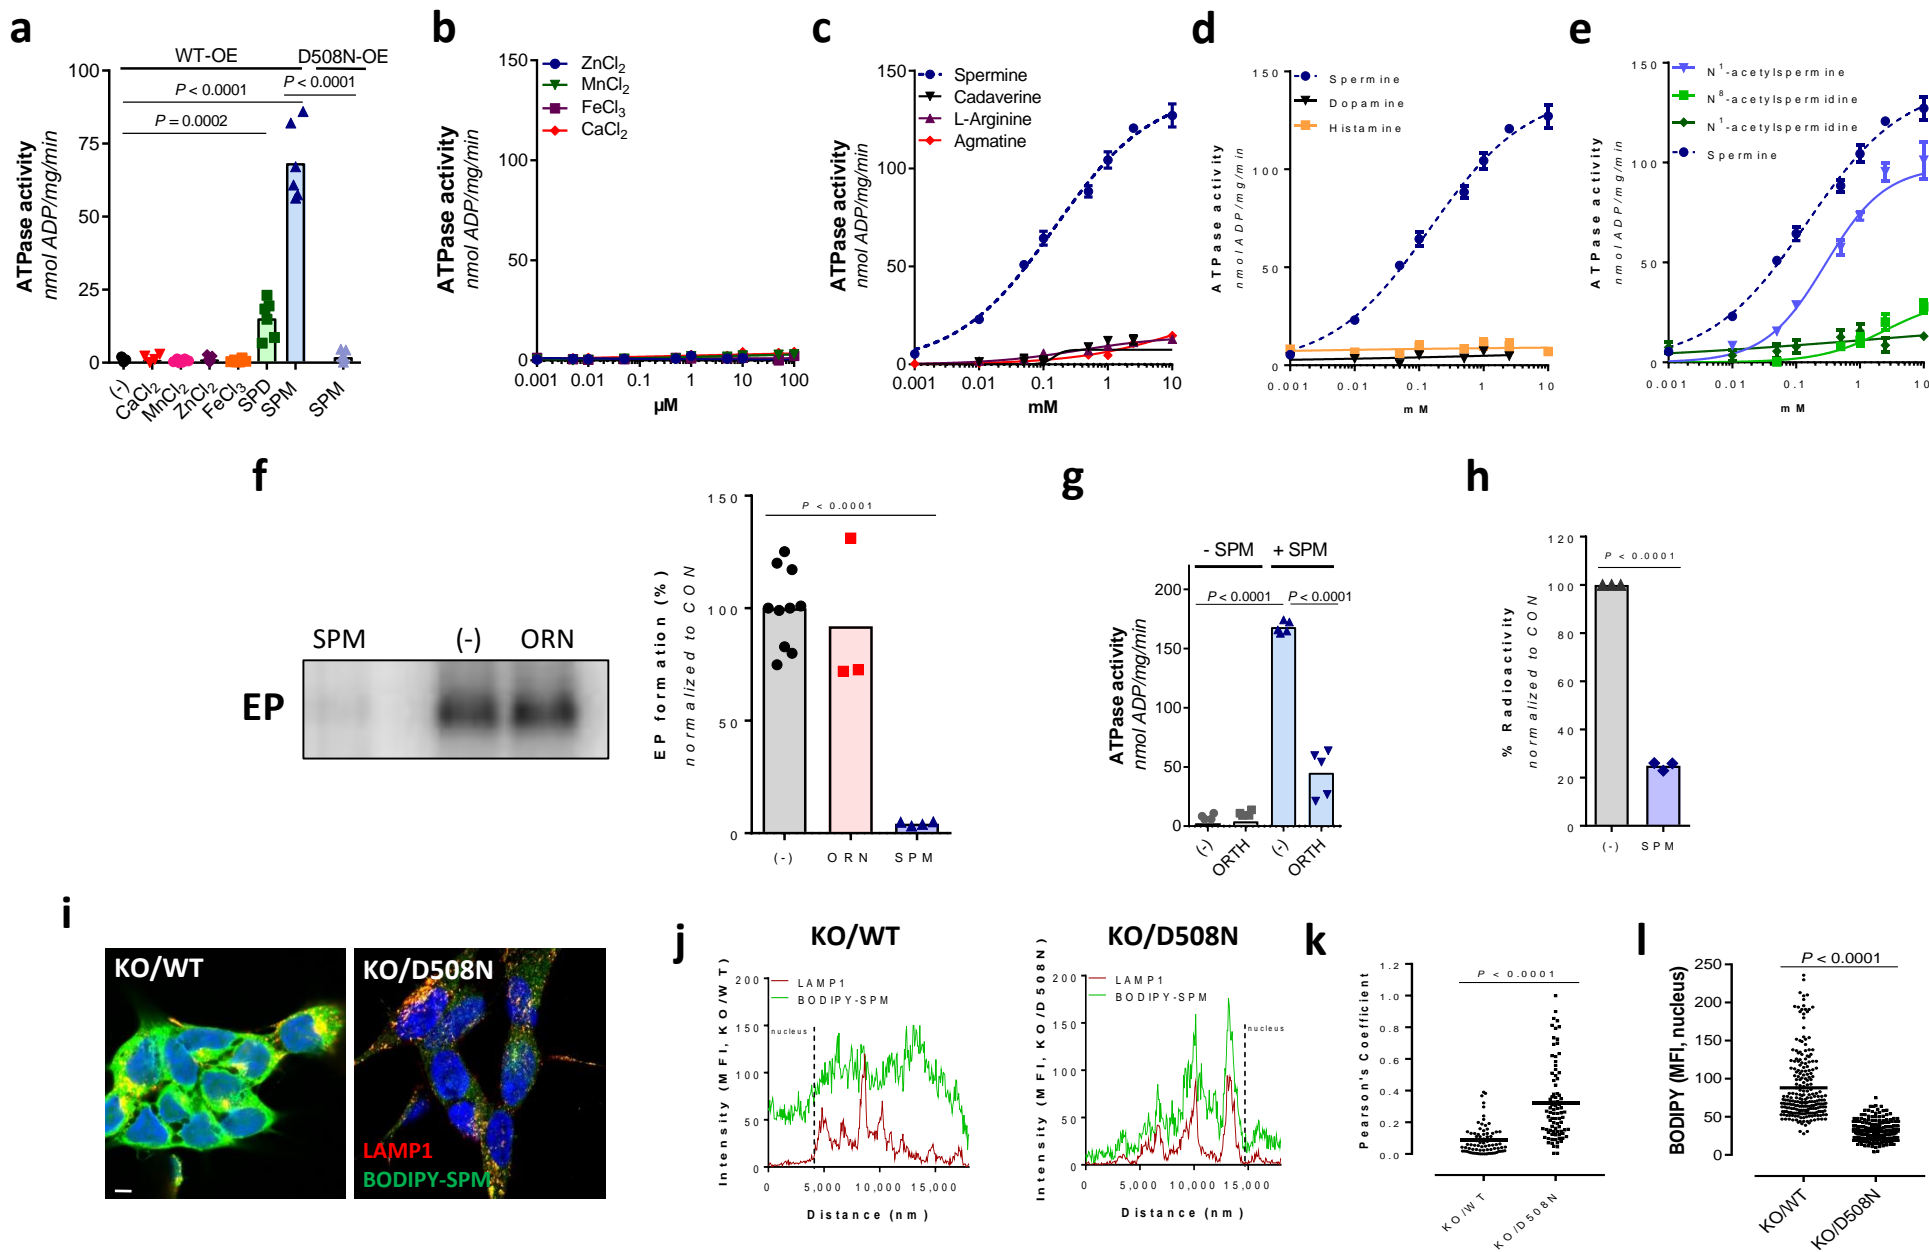 a
WT-OE
D508N-OE
P < 0.0001
P < 0.0001
P = 0.0002
ATPase activity
nmol ADP/mg/min
100
75
50
25
0
(-)
CaCl2
MnCl2
ZnCl2
FeCl3
SPD
SPM
SPM
b
ZnCl2
MnCl2
FeCl3
CaCl2
ATPase activity
nmol ADP/mg/min
150
100
50
0
0.001
0.01
0.1
1
10
100
µM
c
Spermine
Cadaverine
L-Arginine
Agmatine
ATPase activity
nmol ADP/mg/min
150
100
50
0
0.001
0.01
0.1
1
10
mM
d
Spermine
Dopamine
Histamine
ATPase activity
nmol ADP/mg/min
150
100
50
0
0.001
0.01
0.1
1
10
mM
e
N1-acetylspermine
N8-acetylspermidine
N1-acetylspermidine
Spermine
ATPase activity
nmol ADP/mg/min
150
100
50
0
0.001
0.01
0.1
1
10
mM
f
SPM
(-)
ORN
EP
EP formation (%)
normalized to CON
P < 0.0001
150
100
50
0
(-)
ORN
SPM
g
- SPM
+ SPM
P < 0.0001
P < 0.0001
ATPase activity
nmol ADP/mg/min
200
150
100
50
0
(-)
ORTH
(-)
ORTH
h
% Radioactivity
normalized to CON
P < 0.0001
120
100
80
60
40
20
0
(-)
SPM
i
KO/WT
KO/D508N
LAMP1
BODIPY-SPM
j
KO/WT
LAMP1
BODIPY-SPM
nucleus
Intensity (MFI, KO/WT)
200
150
100
50
0
0
5,000
10,000
15,000
Distance (nm)
KO/D508N
LAMP1
BODIPY-SPM
nucleus
Intensity (MFI, KO/D508N)
200
150
100
50
0
0
5,000
10,000
15,000
Distance (nm)
k
P < 0.0001
Pearson's Coefficient
1.2
1.0
0.8
0.6
0.4
0.2
0.0
KO/WT
KO/D508N
l
P < 0.0001
BODIPY (MFI, nucleus)
250
200
150
100
50
0
KO/WT
KO/D508N